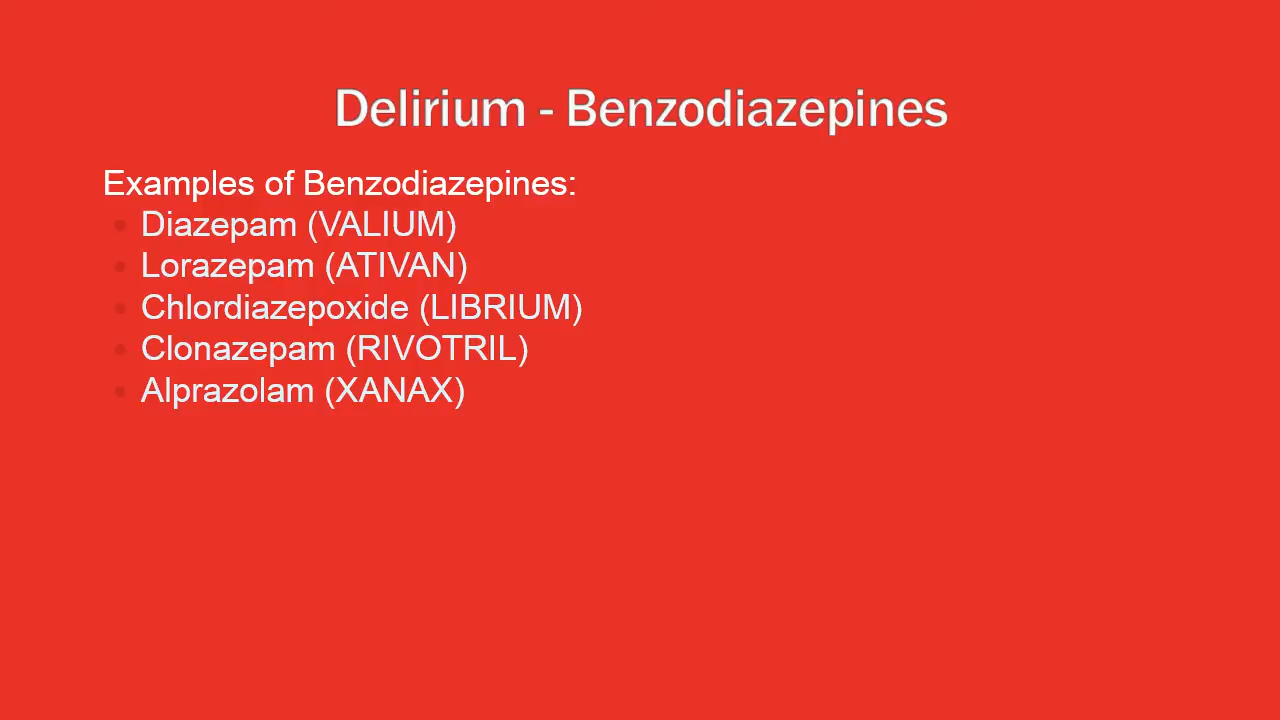 Delirium - Benzodiazepines
Examples of Benzodiazepines:
• Diazepam (VALIUM)
• Lorazepam (ATIVAN)
• Chlordiazepoxide (LIBRIUM)
• Clonazepam (RIVOTRIL)
• Alprazolam (XANAX)